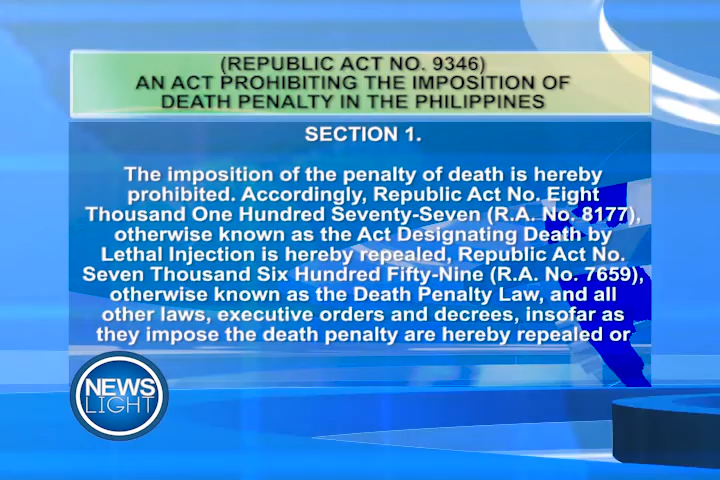 (REPUBLIC ACT NO. 9346)
AN ACT PROHIBITING THE IMPOSITION OF
DEATH PENALTY IN THE PHILIPPINES
SECTION 1.
The imposition of the penalty of death is hereby
prohibited. Accordingly, Republic Act No. Eight
Thousand One Hundred Seventy-Seven (R.A. No. 8177),
otherwise known as the Act Designating Death by
Lethal Injection is hereby repealed, Republic Act No.
Seven Thousand Six Hundred Fifty-Nine (R.A. No. 7659),
otherwise known as the Death Penalty Law, and all
other laws, executive orders and decrees, insofar as
they impose the death penalty are hereby repealed or
NEWS
LIGHT